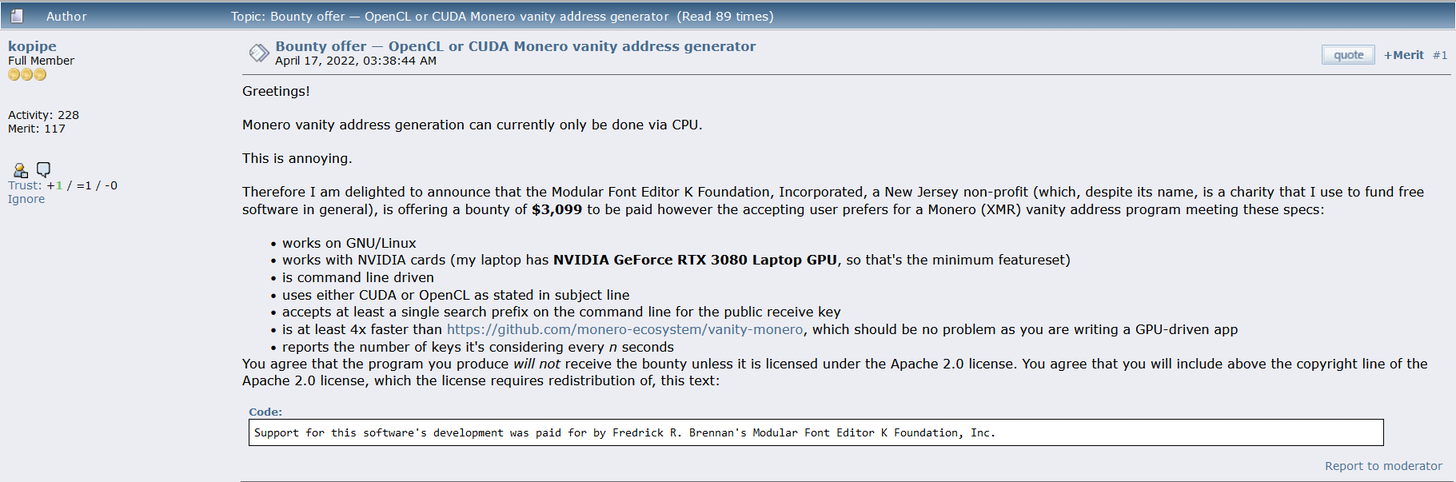 Author Topic: Bounty offer — OpenCL or CUDA Monero vanity address generator (Read 89 times)
kopipe
Full Member
Activity: 228
Merit: 117
Trust: +1 / =1 / -0
Ignore
Bounty offer — OpenCL or CUDA Monero vanity address generator
April 17, 2022, 03:38:44 AM
quote +Merit #1
Greetings!
Monero vanity address generation can currently only be done via CPU.
This is annoying.
Therefore I am delighted to announce that the Modular Font Editor K Foundation, Incorporated, a New Jersey non-profit (which, despite its name, is a charity that I use to fund free
software in general), is offering a bounty of $3,099 to be paid however the accepting user prefers for a Monero (XMR) vanity address program meeting these specs:
• works on GNU/Linux
• works with NVIDIA cards (my laptop has NVIDIA GeForce RTX 3080 Laptop GPU, so that's the minimum featureset)
• is command line driven
• uses either CUDA or OpenCL as stated in subject line
• accepts at least a single search prefix on the command line for the public receive key
• is at least 4x faster than https://github.com/monero-ecosystem/vanity-monero, which should be no problem as you are writing a GPU-driven app
• reports the number of keys it's considering every n seconds
You agree that the program you produce will not receive the bounty unless it is licensed under the Apache 2.0 license. You agree that you will include above the copyright line of the
Apache 2.0 license, which the license requires redistribution of, this text:
Code:
Support for this software's development was paid for by Fredrick R. Brennan's Modular Font Editor K Foundation, Inc.
Report to moderator